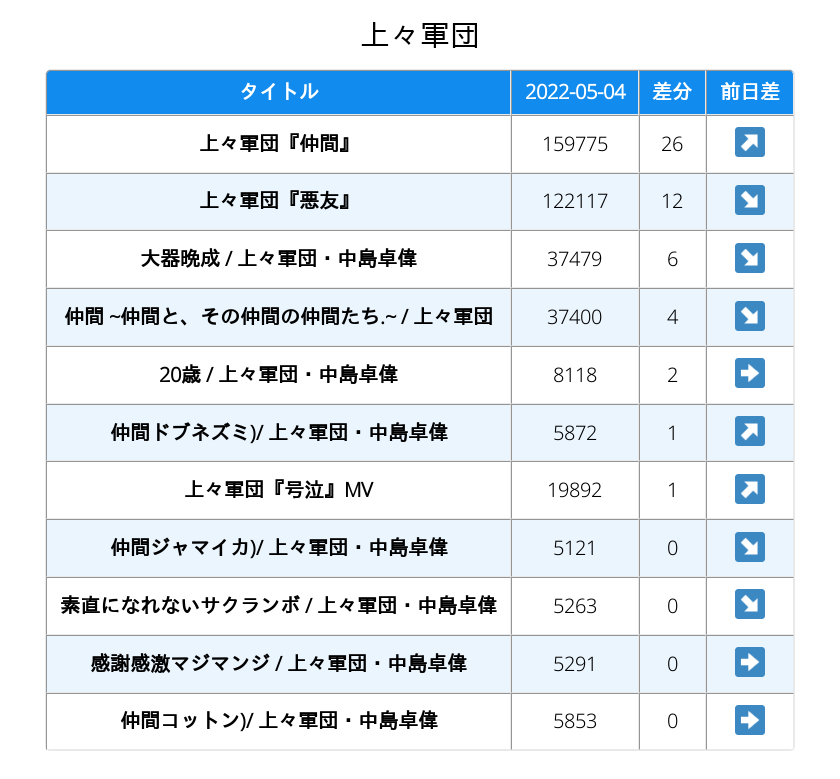 上々軍団
タイトル 2022-05-04 差分 前日差
上々軍団『仲間』 159775 26 ↗
上々軍団『悪友』 122117 12 ↘
大器晩成 / 上々軍団・中島卓偉 37479 6 ↘
仲間 ~仲間と、その仲間の仲間たち.~ / 上々軍団 37400 4 ↘
20歳 / 上々軍団・中島卓偉 8118 2 ➡
仲間ドブネズミ)/ 上々軍団・中島卓偉 5872 1 ↗
上々軍団『号泣』MV 19892 1 ↗
仲間ジャマイカ)/ 上々軍団・中島卓偉 5121 0 ↘
素直になれないサクランボ / 上々軍団・中島卓偉 5263 0 ↘
感謝感激マジマンジ / 上々軍団・中島卓偉 5291 0 ➡
仲間コットン)/ 上々軍団・中島卓偉 5853 0 ➡